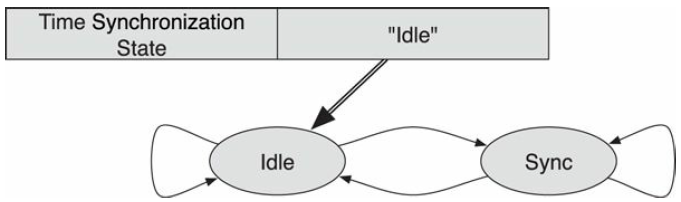 Time Synchronization
State
"Idle"
Idle
Sync